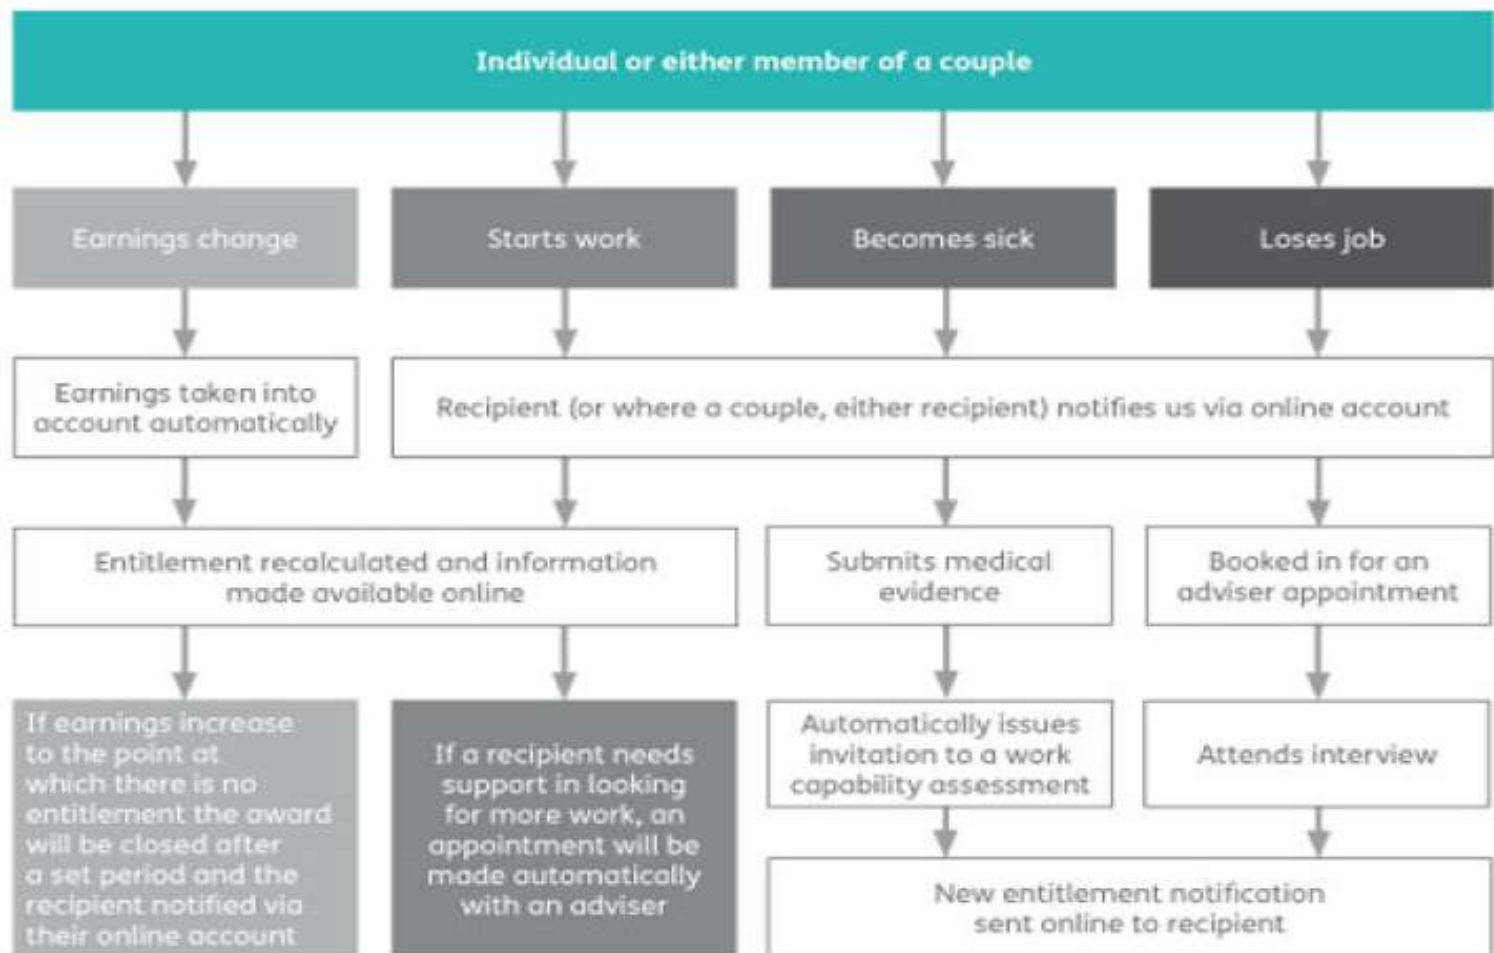 Individual or either member of a couple
Earnings change
Starts work
Becomes sick
Loses job
Earnings taken into
account automatically
Recipient (or where a couple, either recipient) notifies us via online account
Entitlement recalculated and information
made available online
Submits medical
evidence
Booked in for an
adviser appointment
If earnings increase
to the point at
which there is no
entitlement the award
will be closed after
a set period and the
recipient notified via
their online account
If a recipient needs
support in looking
for more work, an
appointment will be
made automatically
with an adviser
Automatically issues
invitation to a work
capability assessment
Attends interview
New entitlement notification
sent online to recipient